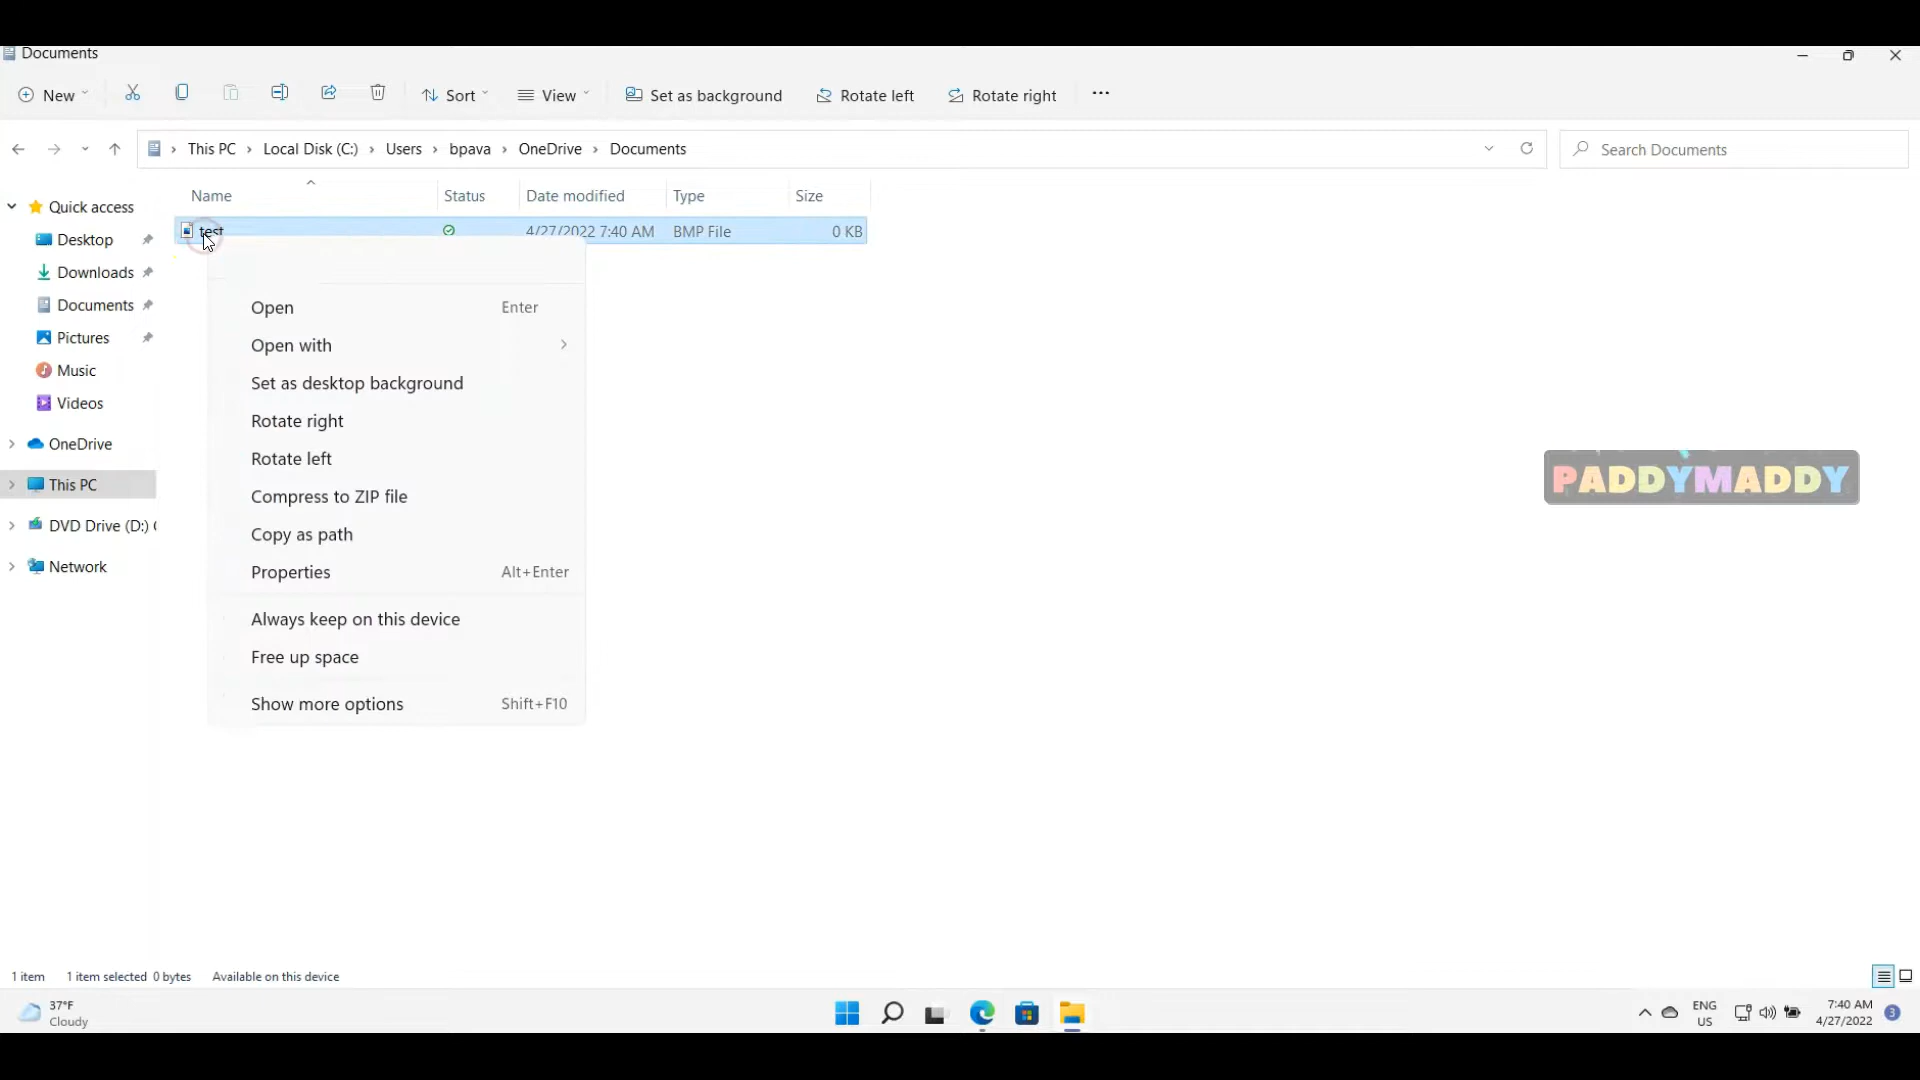 Documents
New
Sort
View
Set as background
Rotate left
Rotate right
This PC > Local Disk (C:) > Users > bpava > OneDrive > Documents
Search Documents
Name Status Date modified Type Size
test 4/27/2022 7:40 AM BMP File 0 KB
Quick access
Desktop
Downloads
Documents
Pictures
Music
Videos
OneDrive
This PC
DVD Drive (D:) (
Network
Open Enter
Open with
Set as desktop background
Rotate right
Rotate left
Compress to ZIP file
Copy as path
Properties Alt+Enter
Always keep on this device
Free up space
Show more options Shift+F10
PADDYMADDY
1 item 1 item selected 0 bytes Available on this device
37°F
Cloudy
ENG
US
7:40 AM
4/27/2022
3